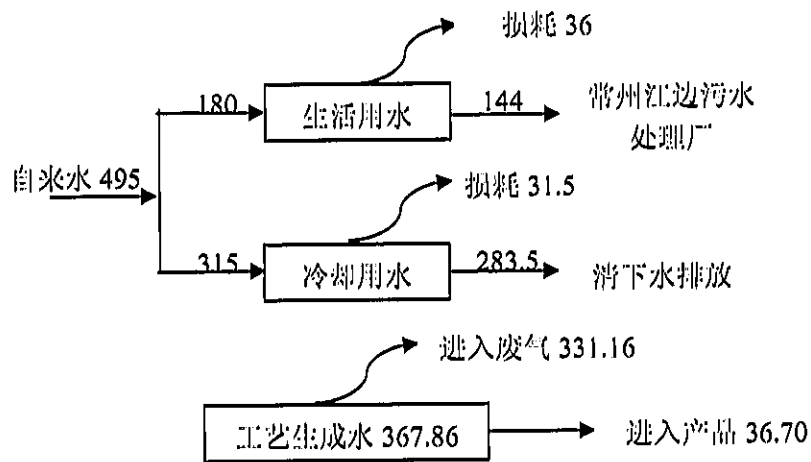 损耗 36
180
生活用水
144
常州江边污水
处理厂
自来水 495
损耗 31.5
315
冷却用水
283.5
清下水排放
进入废气 331.16
工艺生成水 367.86
进入产品 36.70